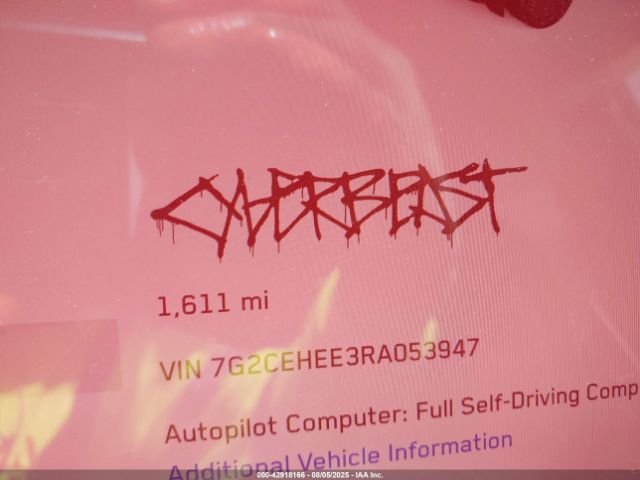 CYBERBEAST
1,611 mi
VIN 7G2CEHEE3RA053947
Autopilot Computer: Full Self-Driving Comp
Additional Vehicle Information
000-42918166 - 08/05/2025 - IAA Inc.